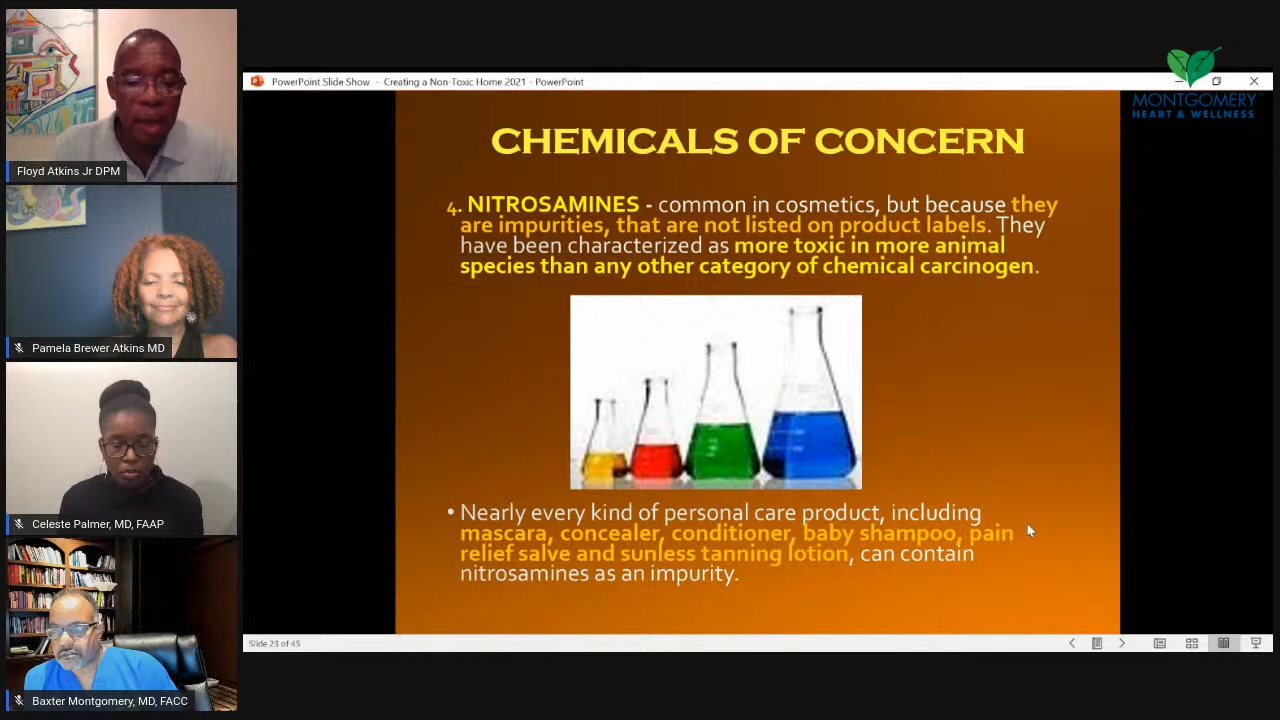 Floyd Atkins Jr DPM
Pamela Brewer Atkins MD
Celeste Palmer, MD, FAAP
Baxter Montgomery, MD, FACC
PowerPoint Slide Show - Creating a Non-Toxic Home 2021 - PowerPoint
MONTGOMERY
HEART & WELLNESS
CHEMICALS OF CONCERN
4. NITROSAMINES - common in cosmetics, but because they
are impurities, that are not listed on product labels. They
have been characterized as more toxic in more animal
species than any other category of chemical carcinogen.
• Nearly every kind of personal care product, including
mascara, concealer, conditioner, baby shampoo, pain
relief salve and sunless tanning lotion, can contain
nitrosamines as an impurity.
Slide 23 of 45